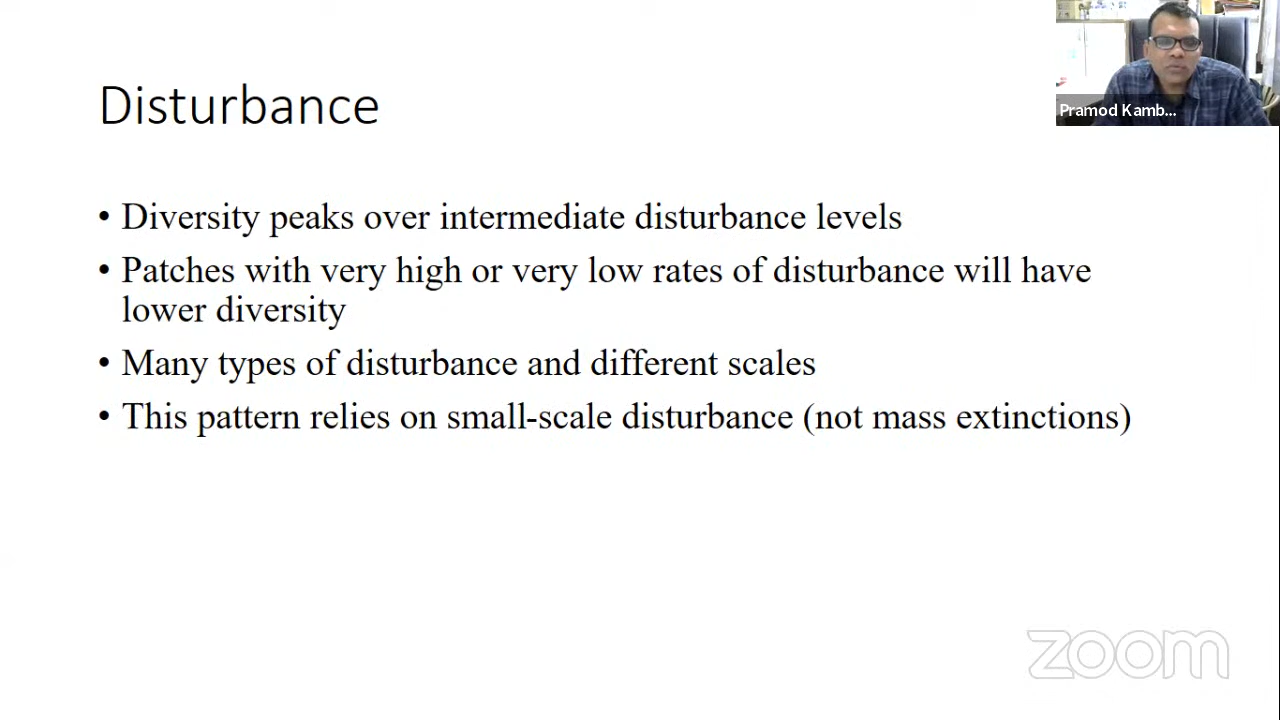 Pramod Kamb...
Disturbance
• Diversity peaks over intermediate disturbance levels
• Patches with very high or very low rates of disturbance will have
lower diversity
• Many types of disturbance and different scales
• This pattern relies on small-scale disturbance (not mass extinctions)
zoom